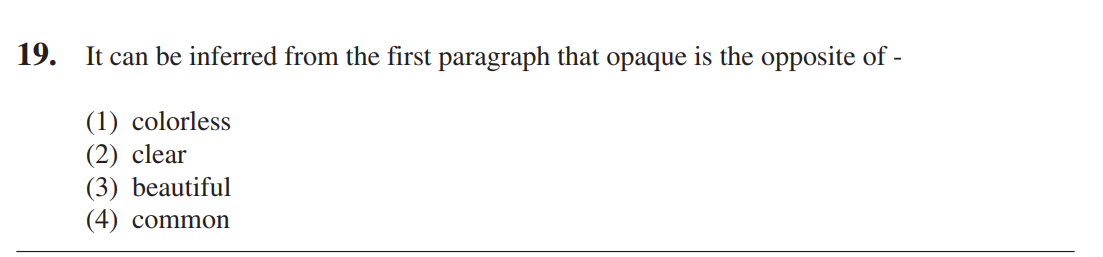 19. It can be inferred from the first paragraph that opaque is the opposite of -
(1) colorless
(2) clear
(3) beautiful
(4) common